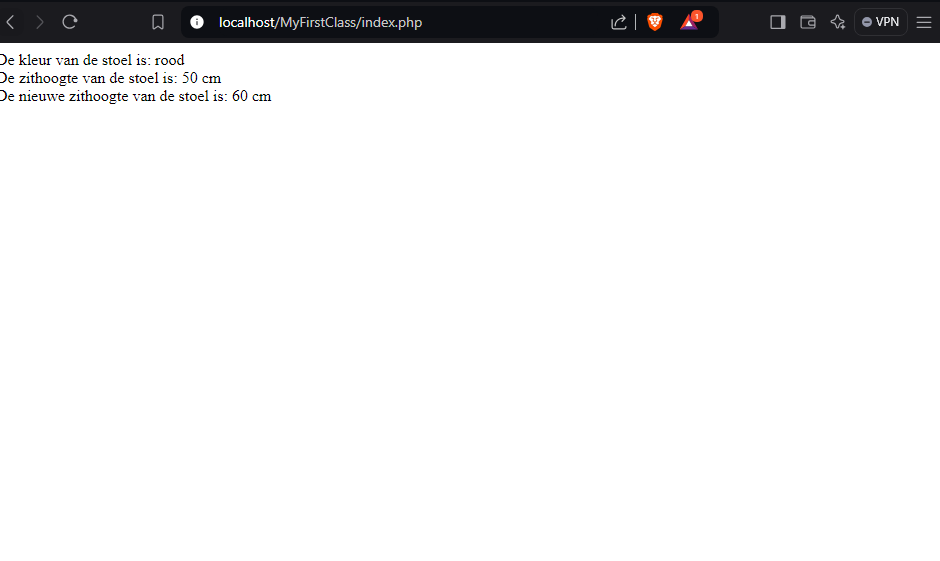 localhost/MyFirstClass/index.php
1
VPN
De kleur van de stoel is: rood
De zithoogte van de stoel is: 50 cm
De nieuwe zithoogte van de stoel is: 60 cm